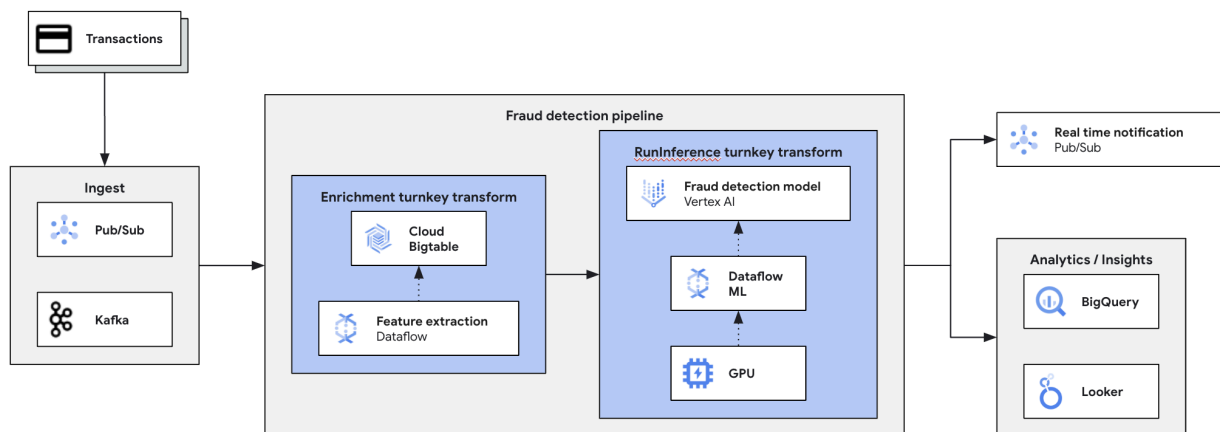 Transactions
Ingest
Pub/Sub
Kafka
Fraud detection pipeline
Enrichment turnkey transform
Cloud
Bigtable
Feature extraction
Dataflow
RunInference turnkey transform
Fraud detection model
Vertex AI
Dataflow
ML
GPU
Real time notification
Pub/Sub
Analytics / Insights
BigQuery
Looker